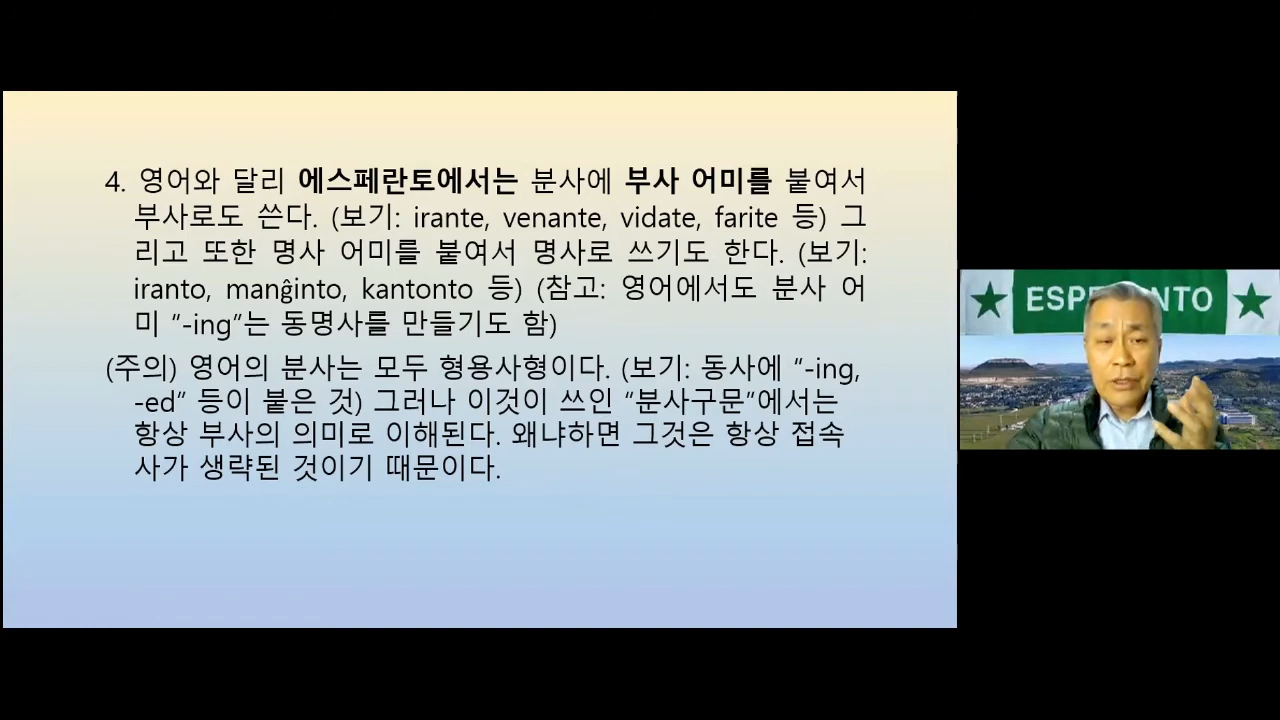 4. 영어와 달리 에스페란토에서는 분사에 부사 어미를 붙여서
부사로도 쓴다. (보기: irante, venante, vidate, farite 등) 그
리고 또한 명사 어미를 붙여서 명사로 쓰기도 한다. (보기:
iranto, manĝinto, kantonto 등) (참고: 영어에서도 분사 어
미 “-ing”는 동명사를 만들기도 함)
(주의) 영어의 분사는 모두 형용사형이다. (보기: 동사에 “-ing,
-ed” 등이 붙은 것) 그러나 이것이 쓰인 “분사구문”에서는
항상 부사의 의미로 이해된다. 왜냐하면 그것은 항상 접속
사가 생략된 것이기 때문이다.